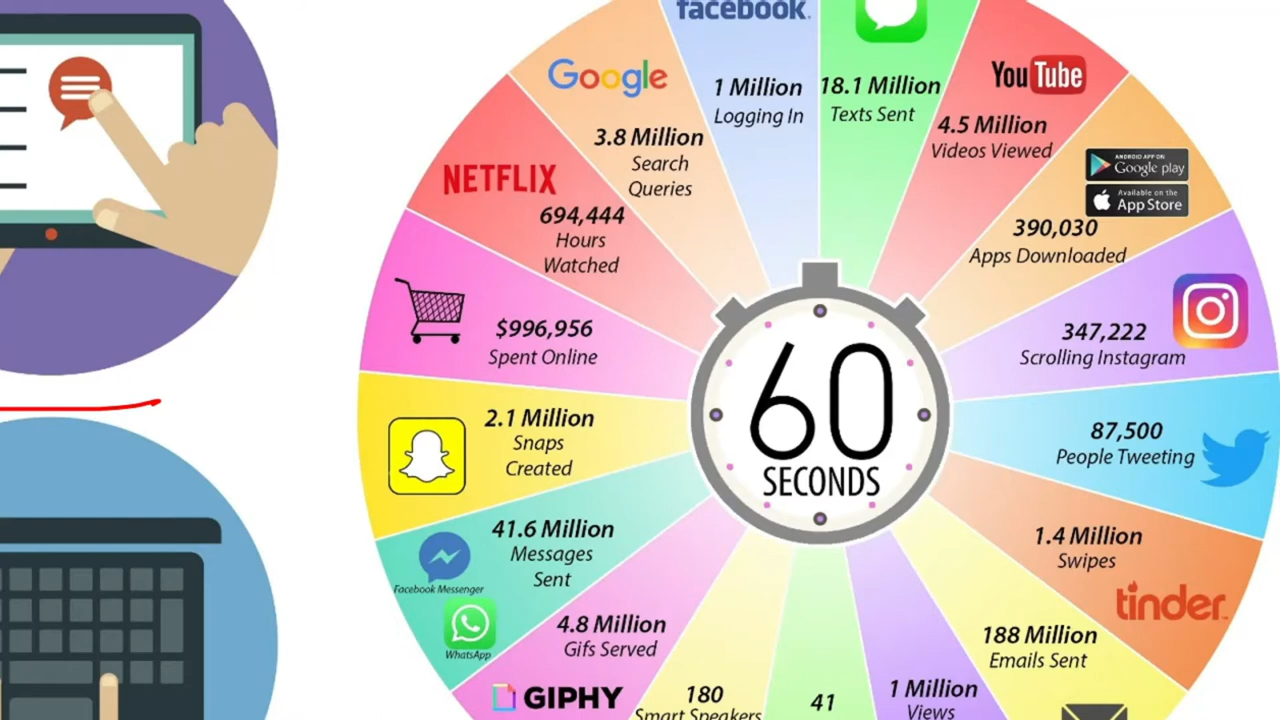 facebook
1 Million
Logging In
18.1 Million
Texts Sent
YouTube
4.5 Million
Videos Viewed
ANDROID APP ON
Google play
Available on the
App Store
390,030
Apps Downloaded
347,222
Scrolling Instagram
87,500
People Tweeting
1.4 Million
Swipes
tinder
188 Million
Emails Sent
1 Million
Views
41
180
Smart Speakers
4.8 Million
Gifs Served
GIPHY
41.6 Million
Messages
Sent
Facebook Messenger
WhatsApp
2.1 Million
Snaps
Created
$996,956
Spent Online
NETFLIX
694,444
Hours
Watched
Google
3.8 Million
Search
Queries
60
SECONDS